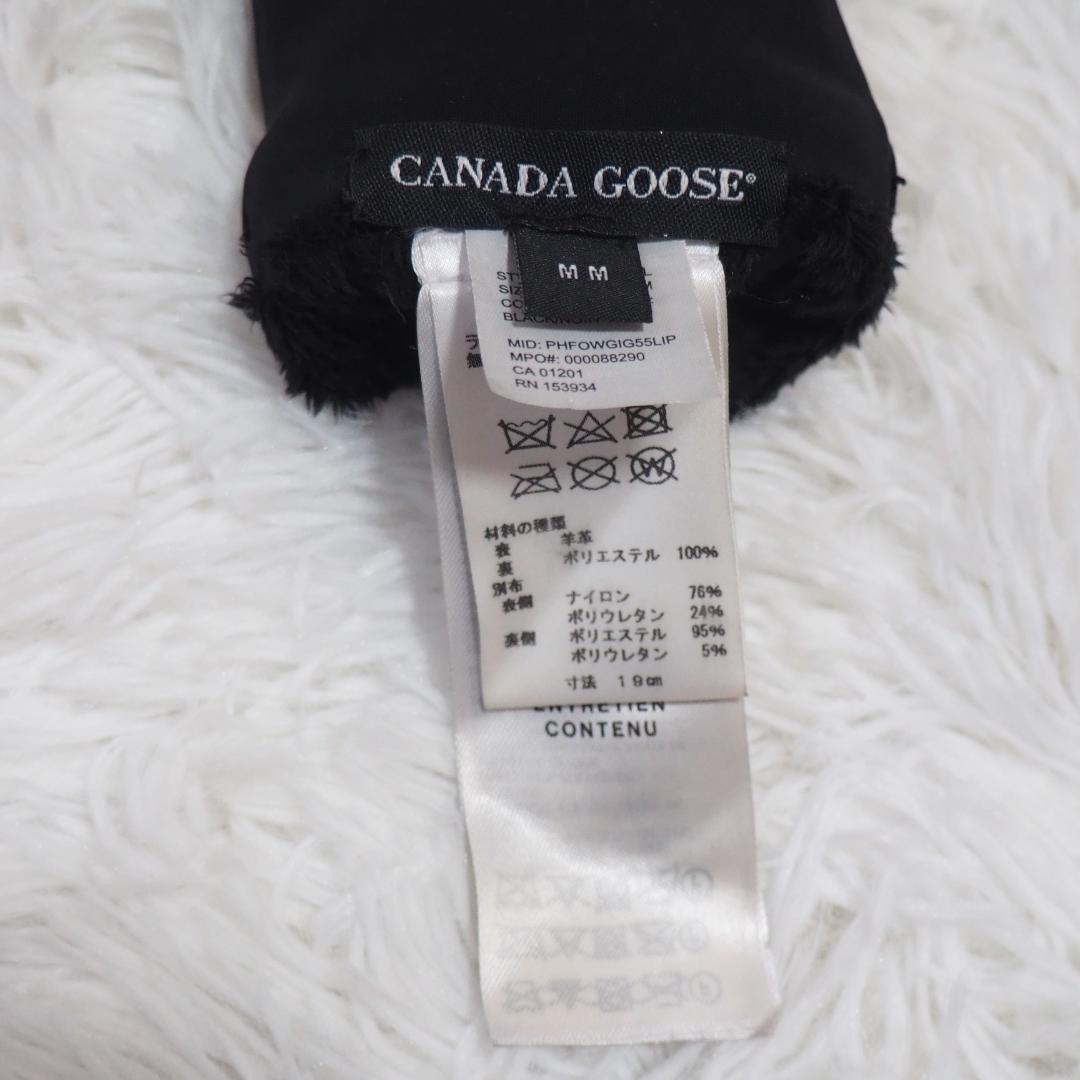 CANADA GOOSE®
M M
BLACK/NOIR
MID: PHFOWGIG55LIP
MPO#: 000088290
CA 01201
RN 153934
材料の種類
表 羊革
裏 ポリエステル 100%
別布
表側 ナイロン 76%
ポリウレタン 24%
裏側 ポリエステル 95%
ポリウレタン 5%
寸法 19cm
ENTRETIEN
CONTENU